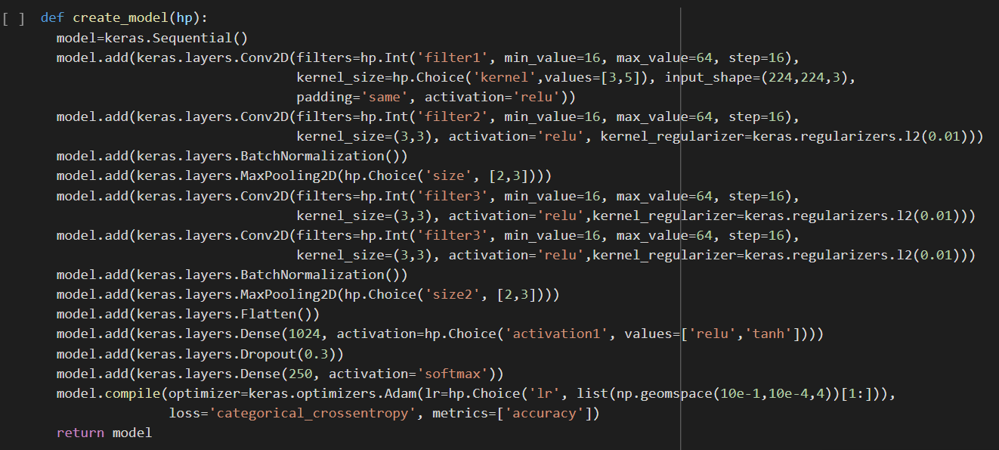 [ ] def create_model(hp):
model=keras.Sequential()
model.add(keras.layers.Conv2D(filters=hp.Int('filter1', min_value=16, max_value=64, step=16),
kernel_size=hp.Choice('kernel',values=[3,5]), input_shape=(224,224,3),
padding='same', activation='relu'))
model.add(keras.layers.Conv2D(filters=hp.Int('filter2', min_value=16, max_value=64, step=16),
kernel_size=(3,3), activation='relu', kernel_regularizer=keras.regularizers.l2(0.01)))
model.add(keras.layers.BatchNormalization())
model.add(keras.layers.MaxPooling2D(hp.Choice('size', [2,3])))
model.add(keras.layers.Conv2D(filters=hp.Int('filter3', min_value=16, max_value=64, step=16),
kernel_size=(3,3), activation='relu',kernel_regularizer=keras.regularizers.l2(0.01)))
model.add(keras.layers.Conv2D(filters=hp.Int('filter3', min_value=16, max_value=64, step=16),
kernel_size=(3,3), activation='relu',kernel_regularizer=keras.regularizers.l2(0.01)))
model.add(keras.layers.BatchNormalization())
model.add(keras.layers.MaxPooling2D(hp.Choice('size2', [2,3])))
model.add(keras.layers.Flatten())
model.add(keras.layers.Dense(1024, activation=hp.Choice('activation1', values=['relu','tanh'])))
model.add(keras.layers.Dropout(0.3))
model.add(keras.layers.Dense(250, activation='softmax'))
model.compile(optimizer=keras.optimizers.Adam(lr=hp.Choice('lr', list(np.geomspace(10e-1,10e-4,4))[1:])),
loss='categorical_crossentropy', metrics=['accuracy'])
return model